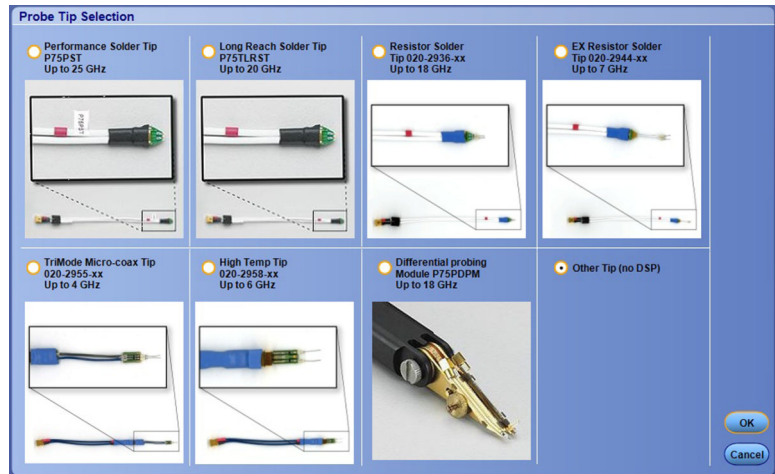 Probe Tip Selection
Performance Solder Tip
P75PST
Up to 25 GHz
Long Reach Solder Tip
P75TLRST
Up to 20 GHz
Resistor Solder
Tip 020-2936-xx
Up to 18 GHz
EX Resistor Solder
Tip 020-2944-xx
Up to 7 GHz
P75PST
TriMode Micro-coax Tip
020-2955-xx
Up to 4 GHz
High Temp Tip
020-2958-xx
Up to 6 GHz
Differential probing
Module P75PDPM
Up to 18 GHz
Other Tip (no DSP)
OK
Cancel